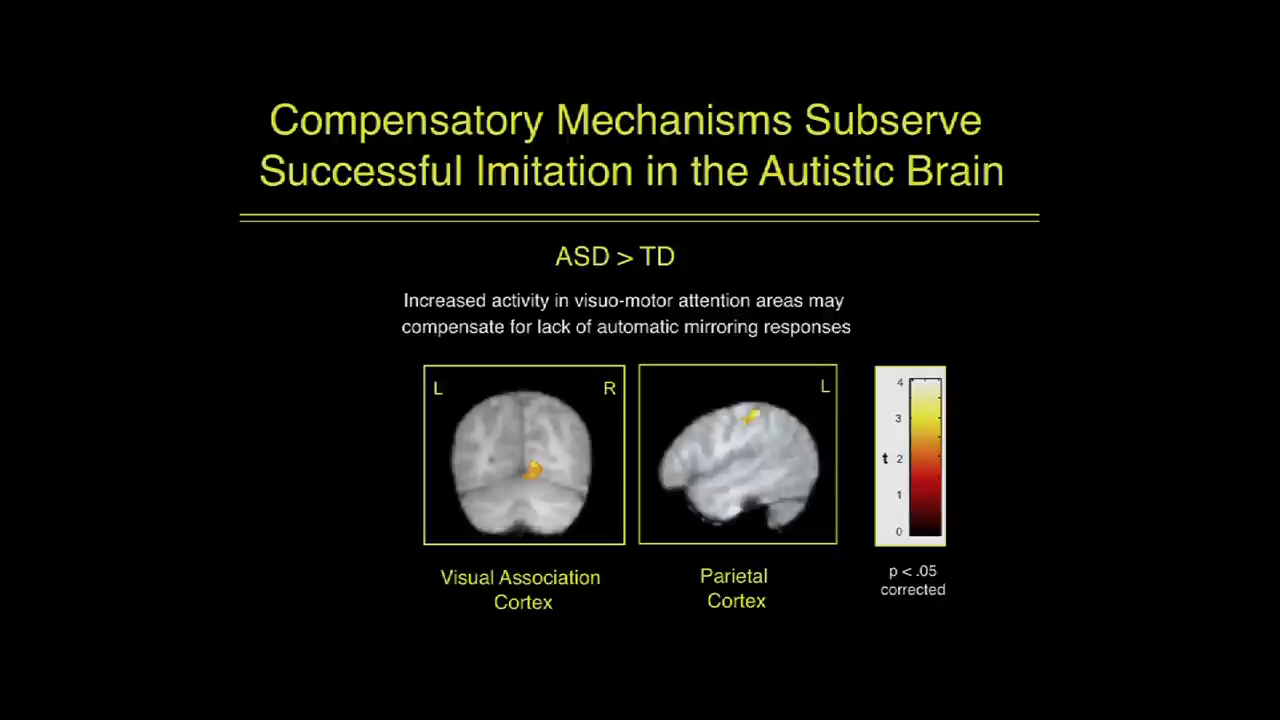 Compensatory Mechanisms Subserve
Successful Imitation in the Autistic Brain
ASD > TD
Increased activity in visuo-motor attention areas may
compensate for lack of automatic mirroring responses
L R
L
4
3
t 2
1
0
Visual Association
Cortex
Parietal
Cortex
p < .05
corrected